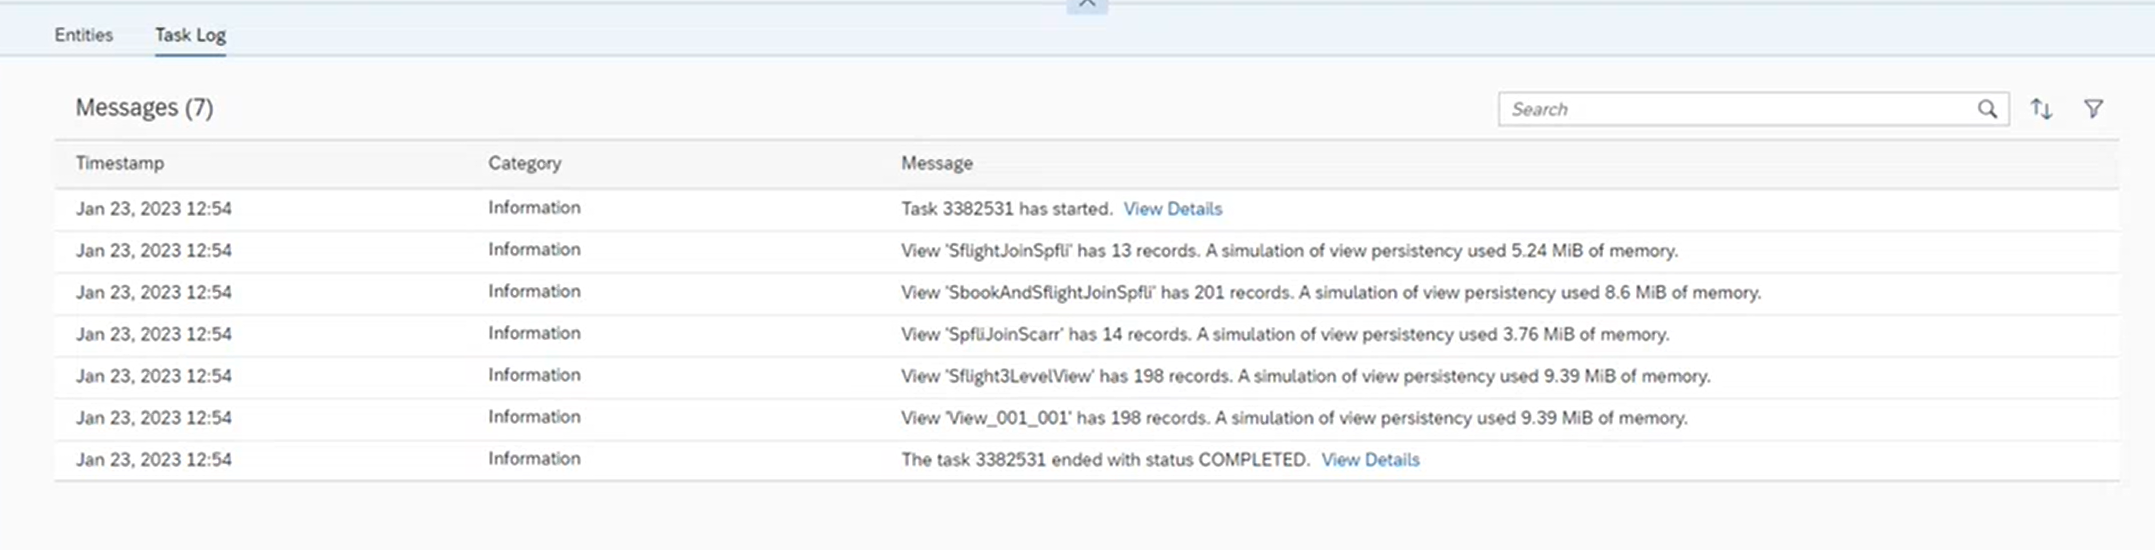 Entities Task Log
Messages (7)
Search
Timestamp Category Message
Jan 23, 2023 12:54 Information Task 3382531 has started. View Details
Jan 23, 2023 12:54 Information View 'SflightJoinSpfli' has 13 records. A simulation of view persistency used 5.24 MiB of memory.
Jan 23, 2023 12:54 Information View 'SbookAndSflightJoinSpfli' has 201 records. A simulation of view persistency used 8.6 MiB of memory.
Jan 23, 2023 12:54 Information View 'SpfliJoinScarr' has 14 records. A simulation of view persistency used 3.76 MiB of memory.
Jan 23, 2023 12:54 Information View 'Sflight3LevelView' has 198 records. A simulation of view persistency used 9.39 MiB of memory.
Jan 23, 2023 12:54 Information View 'View_001_001' has 198 records. A simulation of view persistency used 9.39 MiB of memory.
Jan 23, 2023 12:54 Information The task 3382531 ended with status COMPLETED. View Details